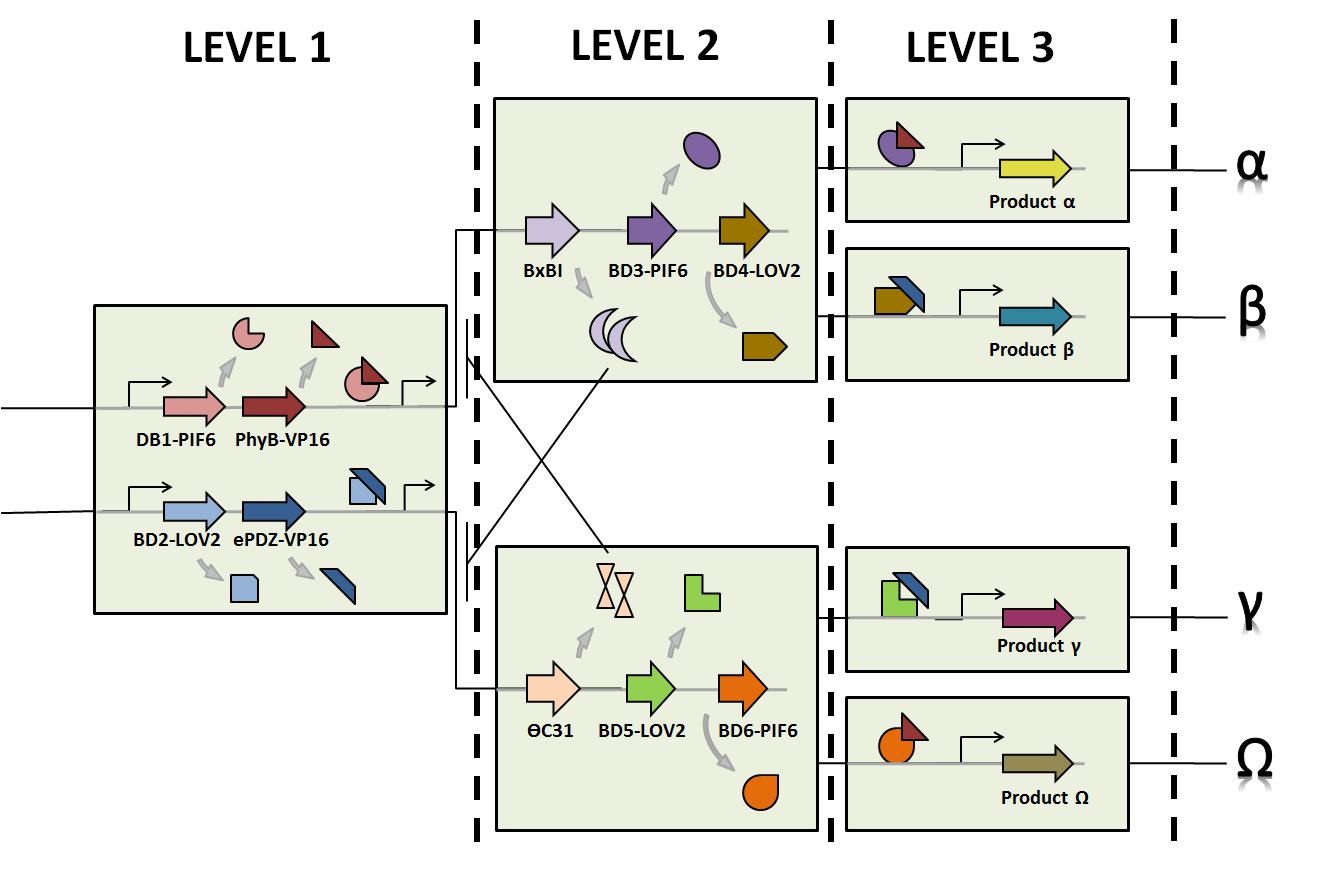 LEVEL 1
LEVEL 2
LEVEL 3
α
Product α
BxBI
BD3-PIF6
BD4-LOV2
β
Product β
DB1-PIF6
PhyB-VP16
BD2-LOV2
ePDZ-VP16
γ
Product γ
ϴC31
BD5-LOV2
BD6-PIF6
Ω
Product Ω